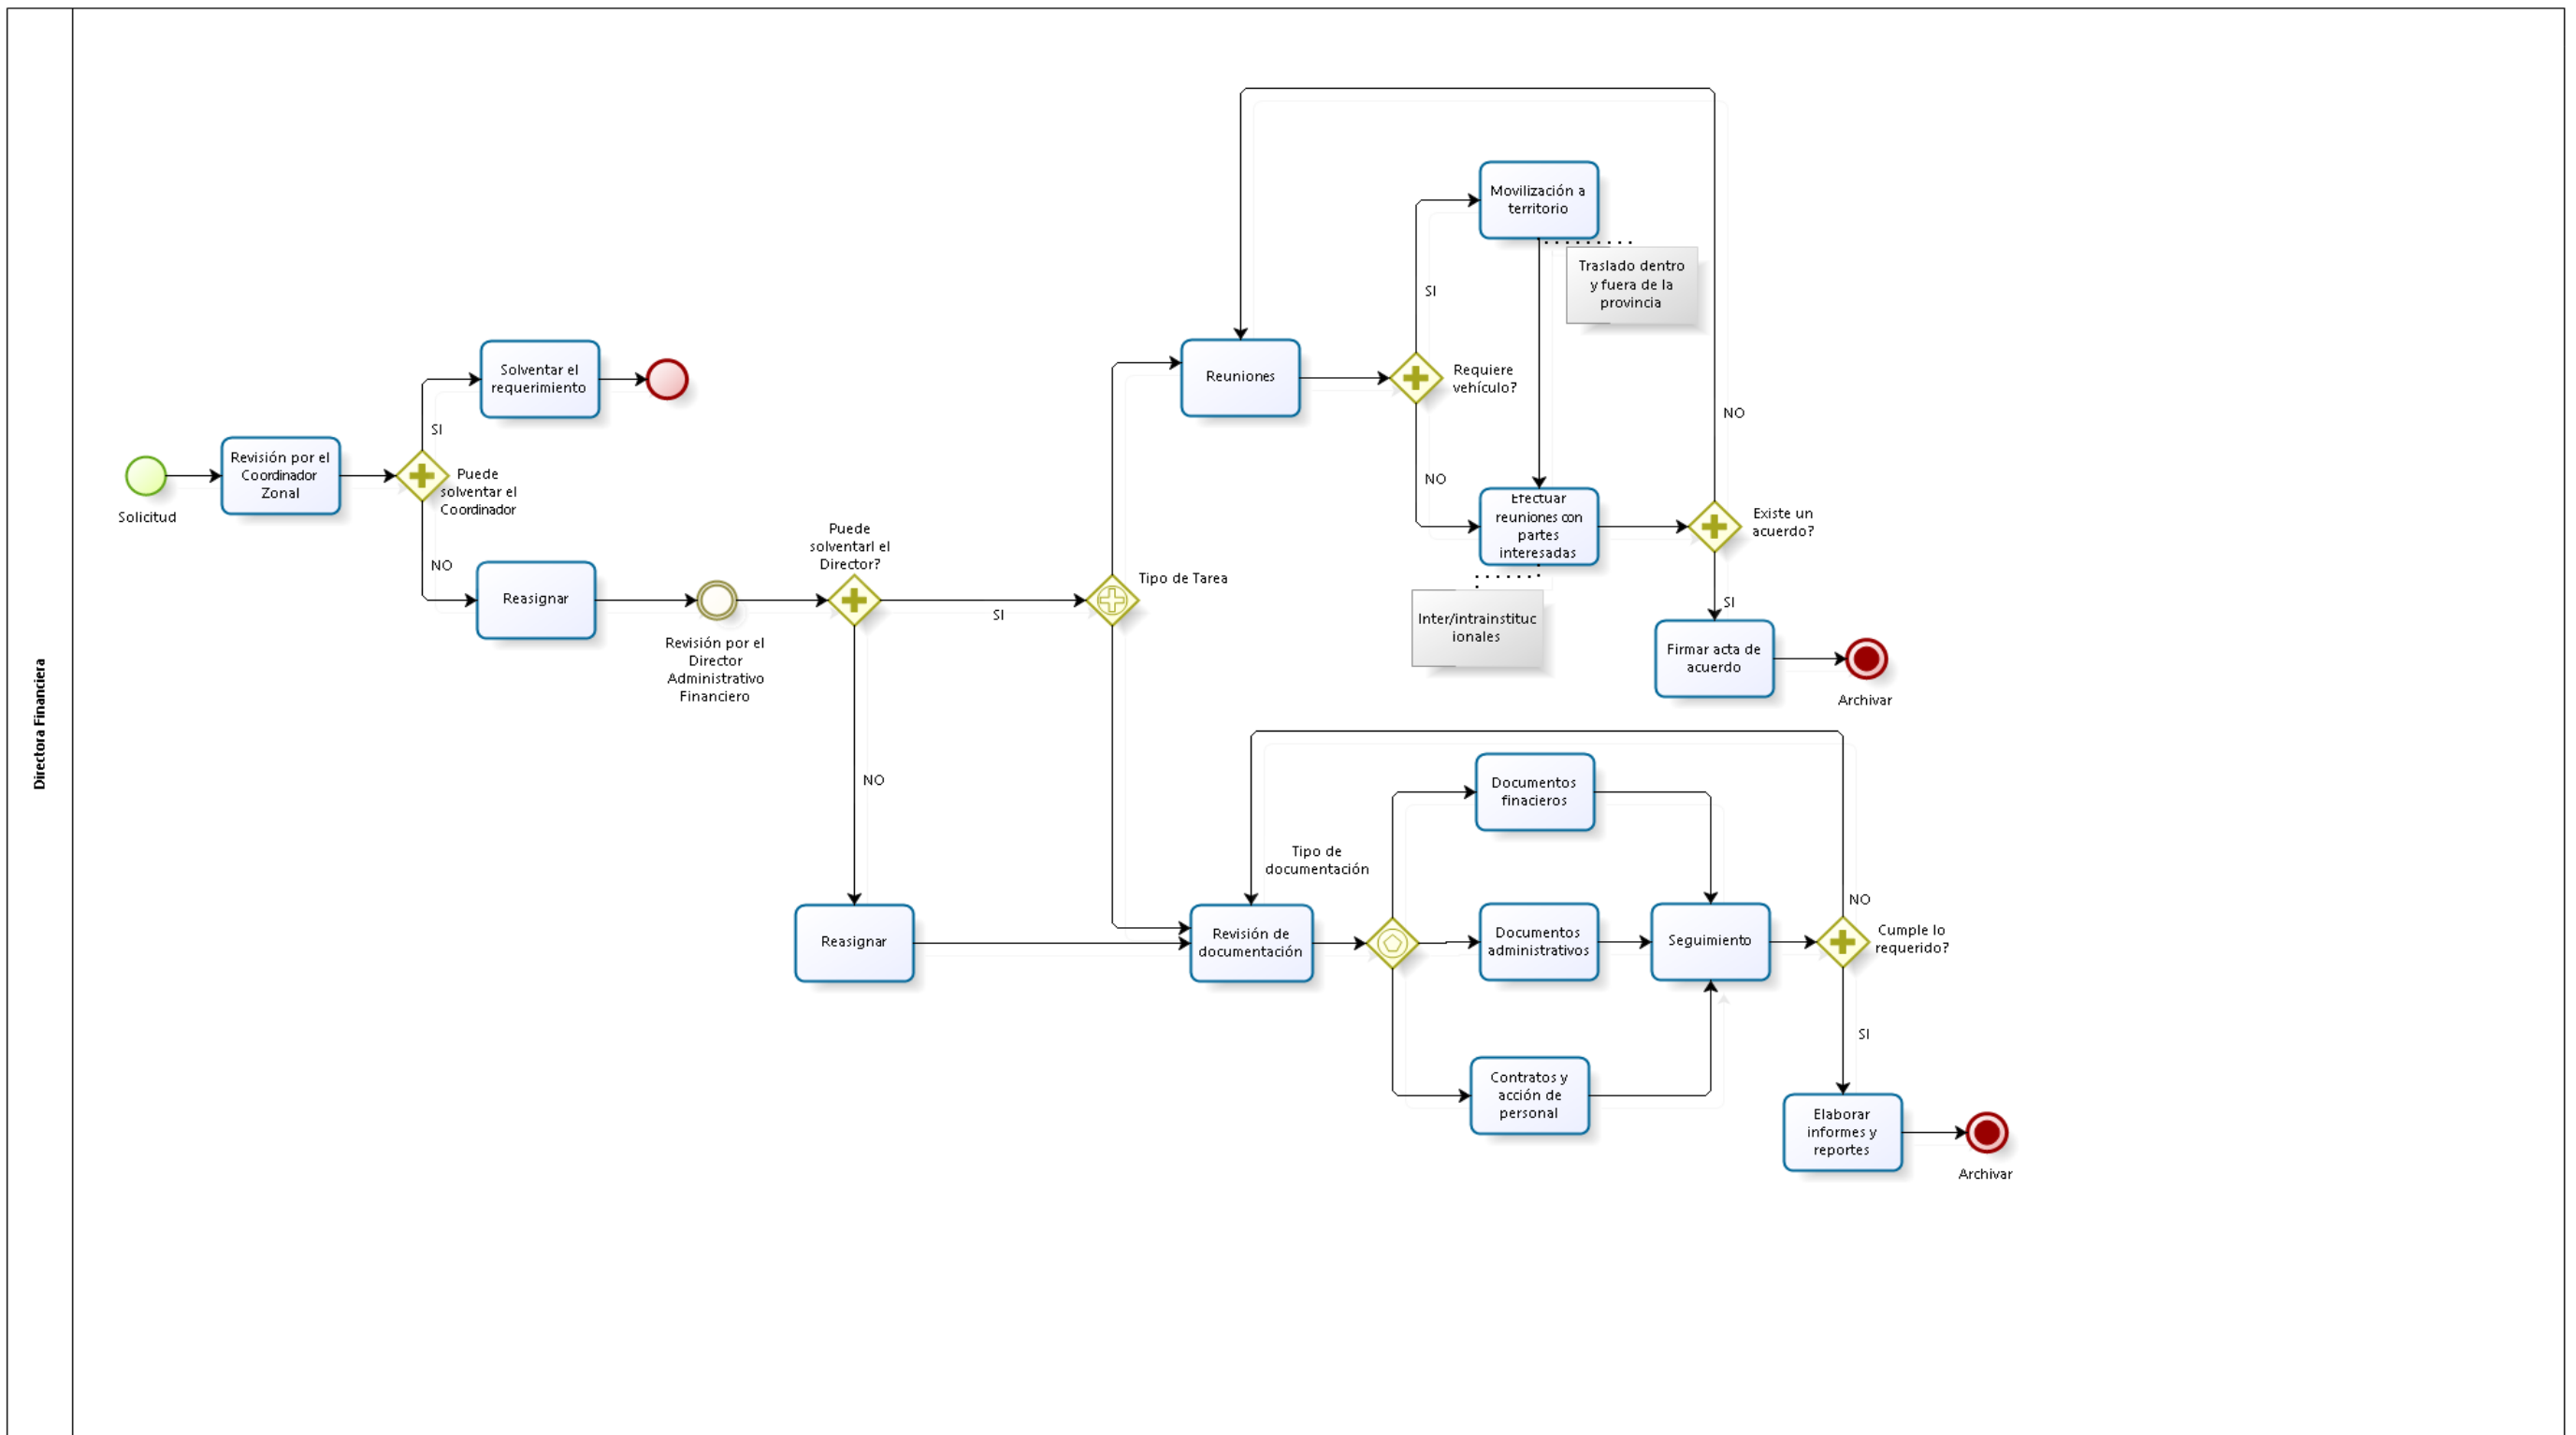 Directora Financiera
Solicitud
Revisión por el
Coordinador
Zonal
Puede
solventar el
Coordinador
SI
Solventar el
requerimiento
NO
Reasignar
Revisión por el
Director
Administrativo
Financiero
Puede
solventarl el
Director?
SI
NO
Reasignar
Tipo de Tarea
Reuniones
Requiere
vehículo?
SI
Movilización a
territorio
Traslado dentro
y fuera de la
provincia
NO
Efectuar
reuniones con
partes
interesadas
Inter/intrainstituc
ionales
Existe un
acuerdo?
NO
SI
Firmar acta de
acuerdo
Archivar
Revisión de
documentación
Tipo de
documentación
Documentos
finacieros
Documentos
administrativos
Contratos y
acción de
personal
Seguimiento
Cumple lo
requerido?
NO
SI
Elaborar
informes y
reportes
Archivar